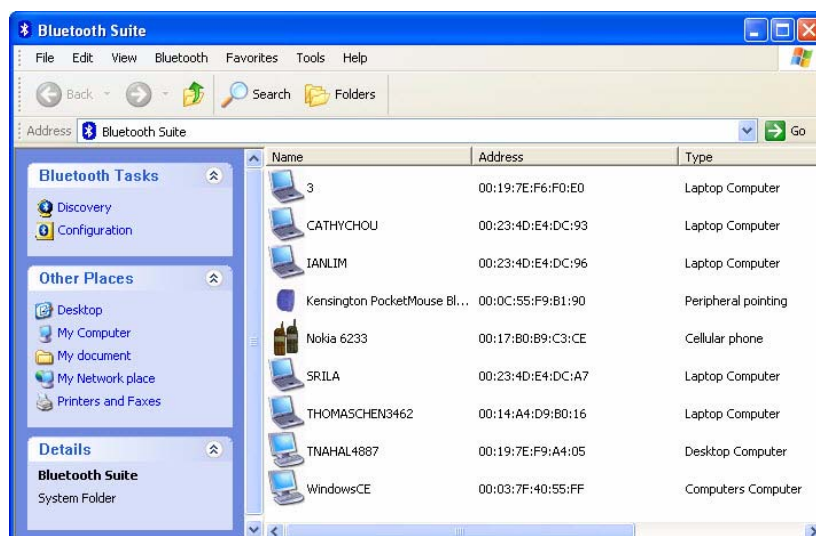 Bluetooth Suite
File Edit View Bluetooth Favorites Tools Help
Back Search Folders
Address Bluetooth Suite Go
Name Address Type
Bluetooth Tasks
Discovery
Configuration
Other Places
Desktop
My Computer
My document
My Network place
Printers and Faxes
Details
Bluetooth Suite
System Folder
3 00:19:7E:F6:F0:E0 Laptop Computer
CATHYCHOU 00:23:4D:E4:DC:93 Laptop Computer
IANLIM 00:23:4D:E4:DC:96 Laptop Computer
Kensington PocketMouse Bl... 00:0C:55:F9:B1:90 Peripheral pointing
Nokia 6233 00:17:B0:B9:C3:CE Cellular phone
SRILA 00:23:4D:E4:DC:A7 Laptop Computer
THOMASCHEN3462 00:14:A4:D9:B0:16 Laptop Computer
TNAHAL4887 00:19:7E:F9:A4:05 Desktop Computer
WindowsCE 00:03:7F:40:55:FF Computers Computer